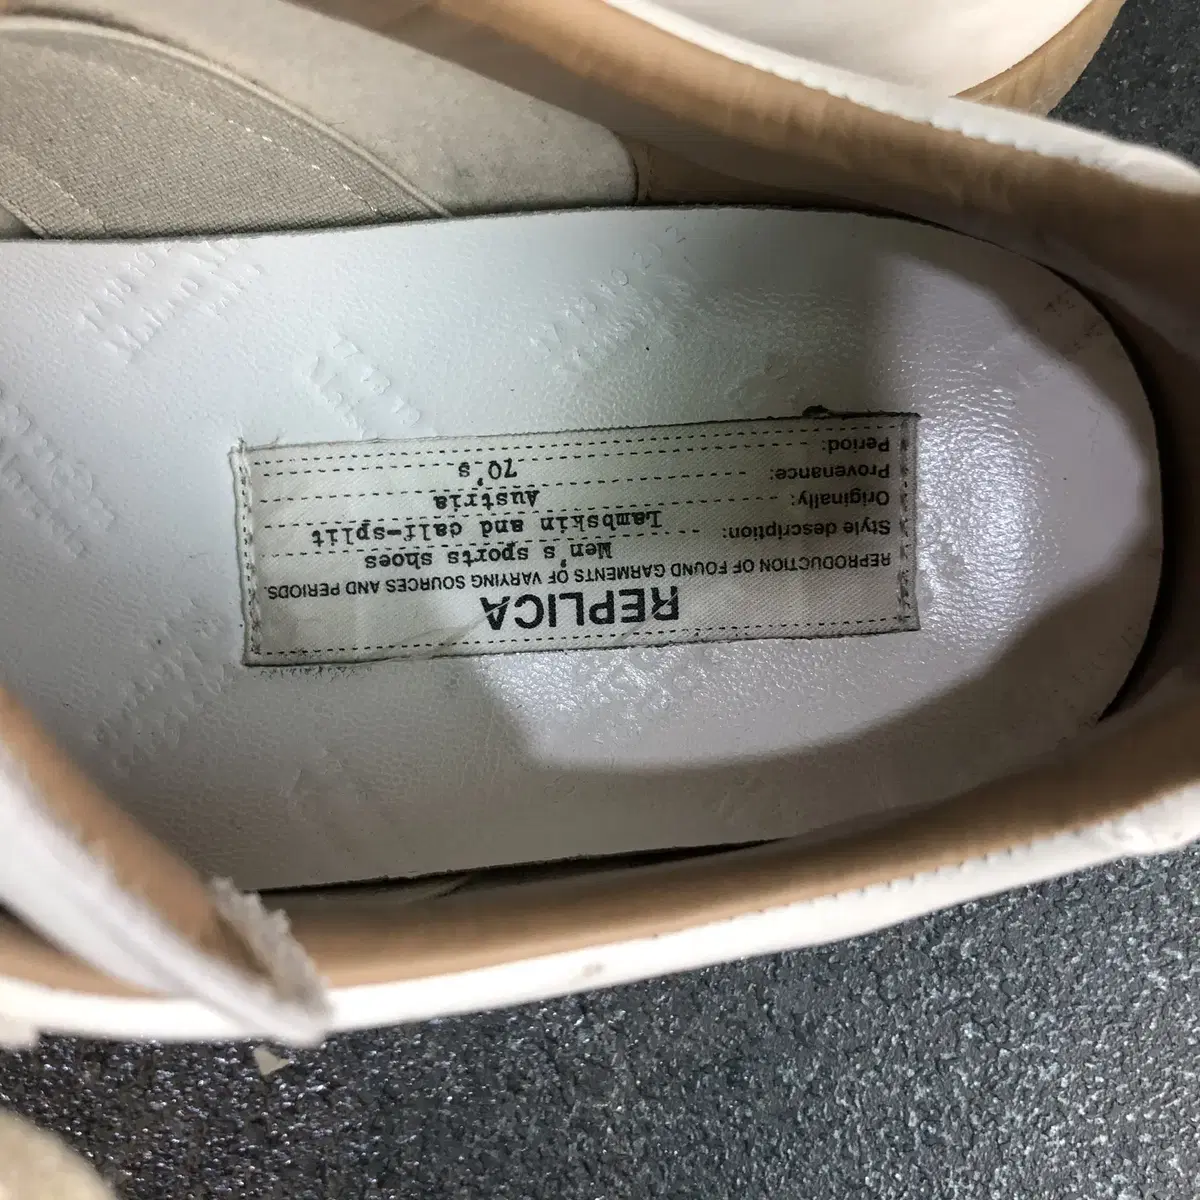 REPLICA
REPRODUCTION OF FOUND GARMENTS OF VARYING SOURCES AND PERIODS.
Men's sports shoes
Style description: Lambskin and calf-split
Originally: Austria
Provenance: 70's
Period: